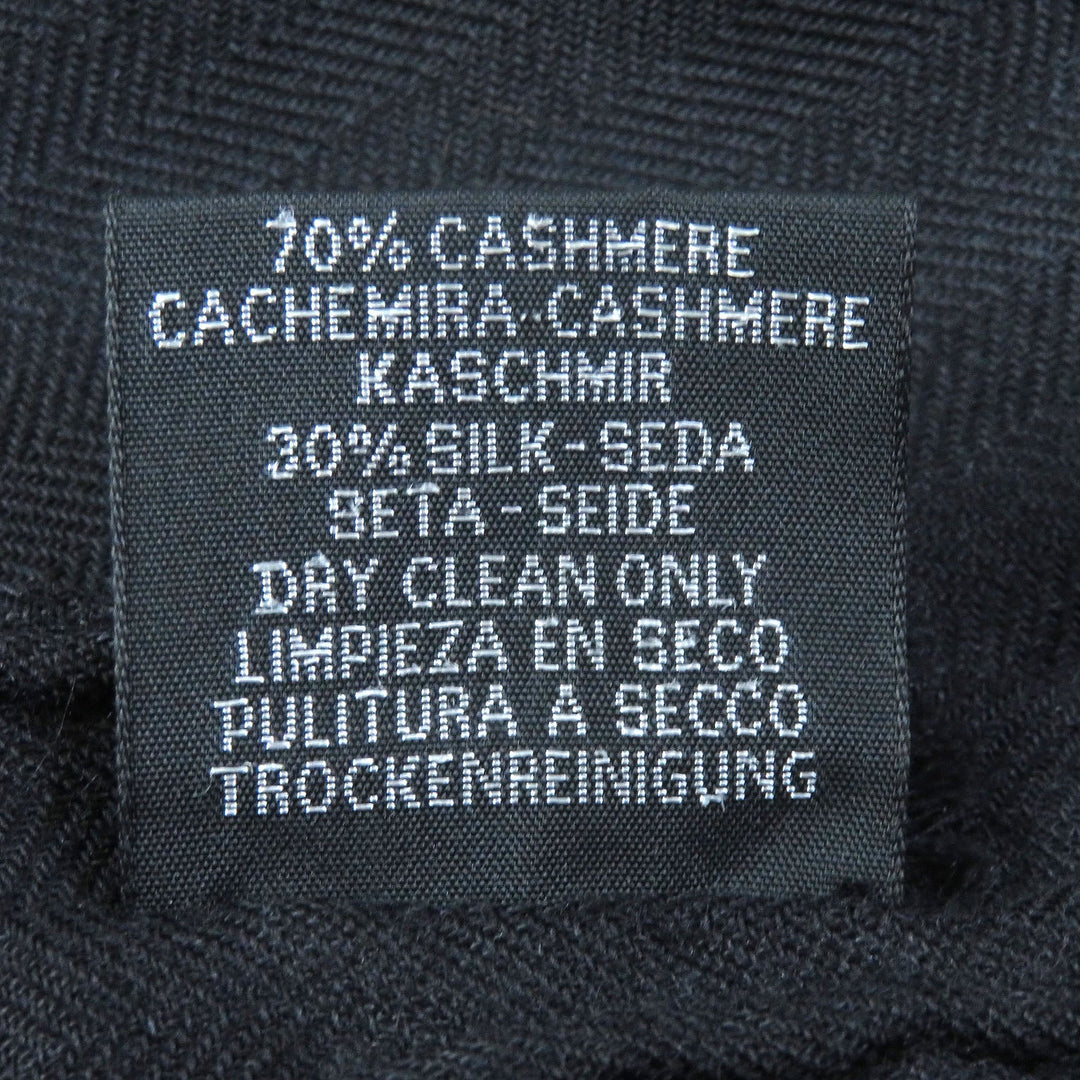 70% CASHMERE
CACHEMIRA--CASHMERE
KASCHMIR
30% SILK-SEDA
SETA-SEIDE
DRY CLEAN ONLY
LIMPIEZA EN SECO
PULITURA A SECCO
TROCKENREINIGUNG